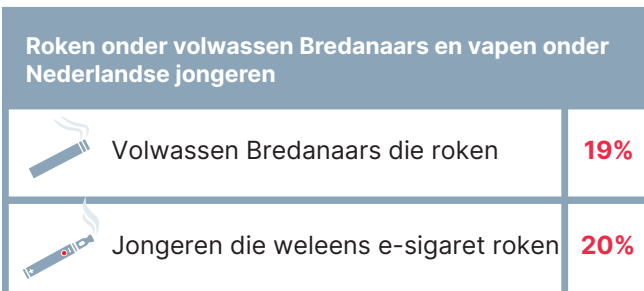 Roken onder volwassen Bredanaars en vapen onder
Nederlandse jongeren
Volwassen Bredanaars die roken 19%
Jongeren die weleens e-sigaret roken 20%